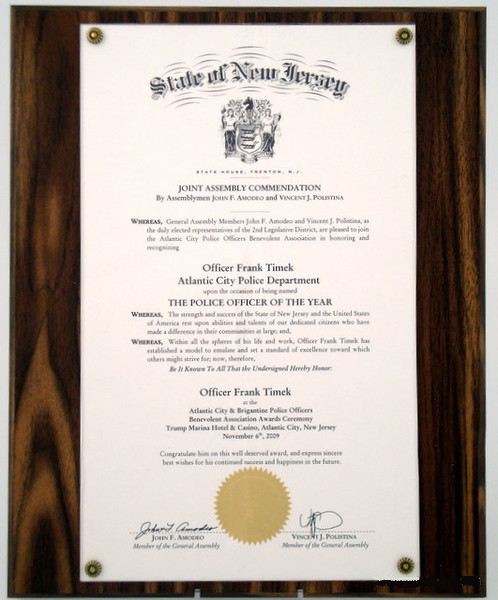 State of New Jersey
STATE HOUSE, TRENTON, N.J.
JOINT ASSEMBLY COMMENDATION
By Assemblymen JOHN F. AMODEO and VINCENT J. POLISTINA
WHEREAS, General Assembly Members John F. Amodeo and Vincent J. Polistina, as
the duly elected representatives of the 2nd Legislative District, are pleased to join
the Atlantic City Police Officers Benevolent Association in honoring and
recognizing
Officer Frank Timek
Atlantic City Police Department
upon the occasion of being named
THE POLICE OFFICER OF THE YEAR
WHEREAS, The strength and success of the State of New Jersey and the United States
of America rest upon abilities and talents of our dedicated citizens who have
made a difference in their communities at large; and,
WHEREAS, Within all the spheres of his life and work, Officer Frank Timek has
established a model to emulate and set a standard of excellence toward which
others might strive for; now, therefore,
Be It Known To All That the Undersigned Hereby Honor:
Officer Frank Timek
at the
Atlantic City & Brigantine Police Officers
Benevolent Association Awards Ceremony
Trump Marina Hotel & Casino, Atlantic City, New Jersey
November 6th, 2009
Congratulate him on this well deserved award, and express sincere
best wishes for his continued success and happiness in the future.
John F. Amodeo
JOHN F. AMODEO VINCENT J. POLISTINA
Member of the General Assembly Member of the General Assembly